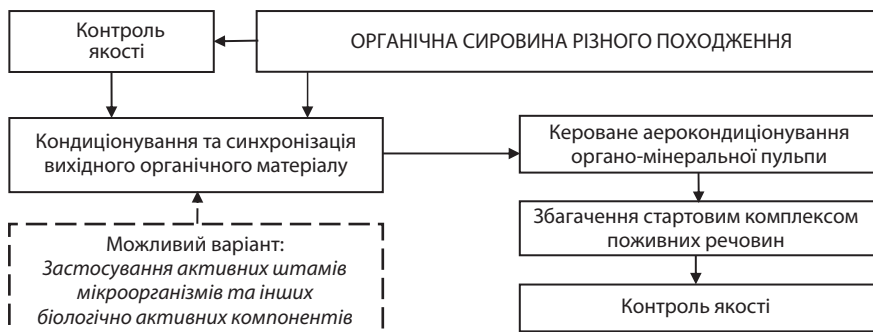 Контроль
якості
ОРГАНІЧНА СИРОВИНА РІЗНОГО ПОХОДЖЕННЯ
Кондиціонування та синхронізація
вихідного органічного матеріалу
Кероване аерокондиціонування
органо-мінеральної пульпи
Можливий варіант:
Застосування активних штамів
мікроорганізмів та інших
біологічно активних компонентів
Збагачення стартовим комплексом
поживних речовин
Контроль якості